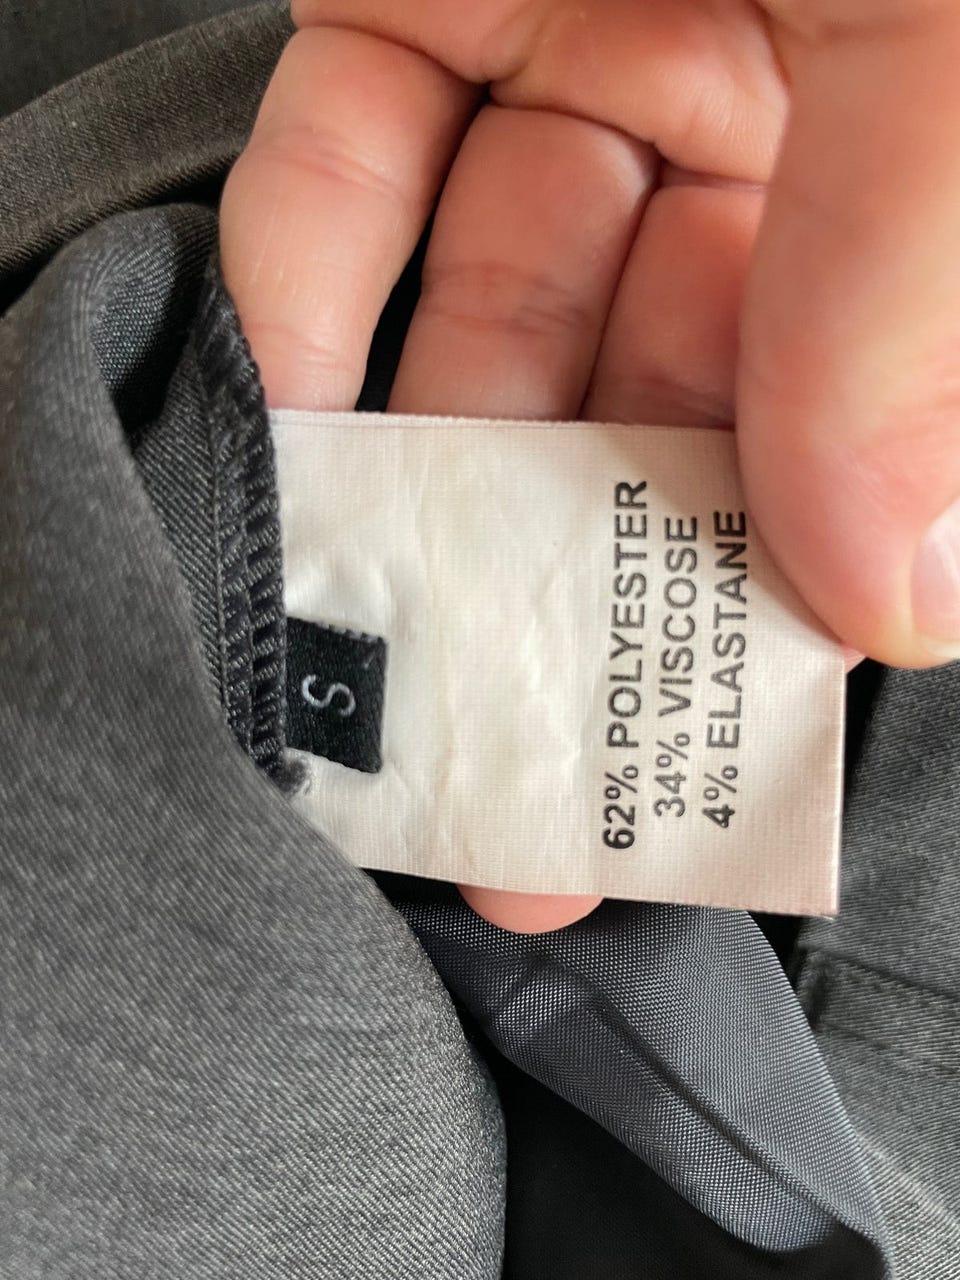 S
62% POLYESTER
34% VISCOSE
4% ELASTANE